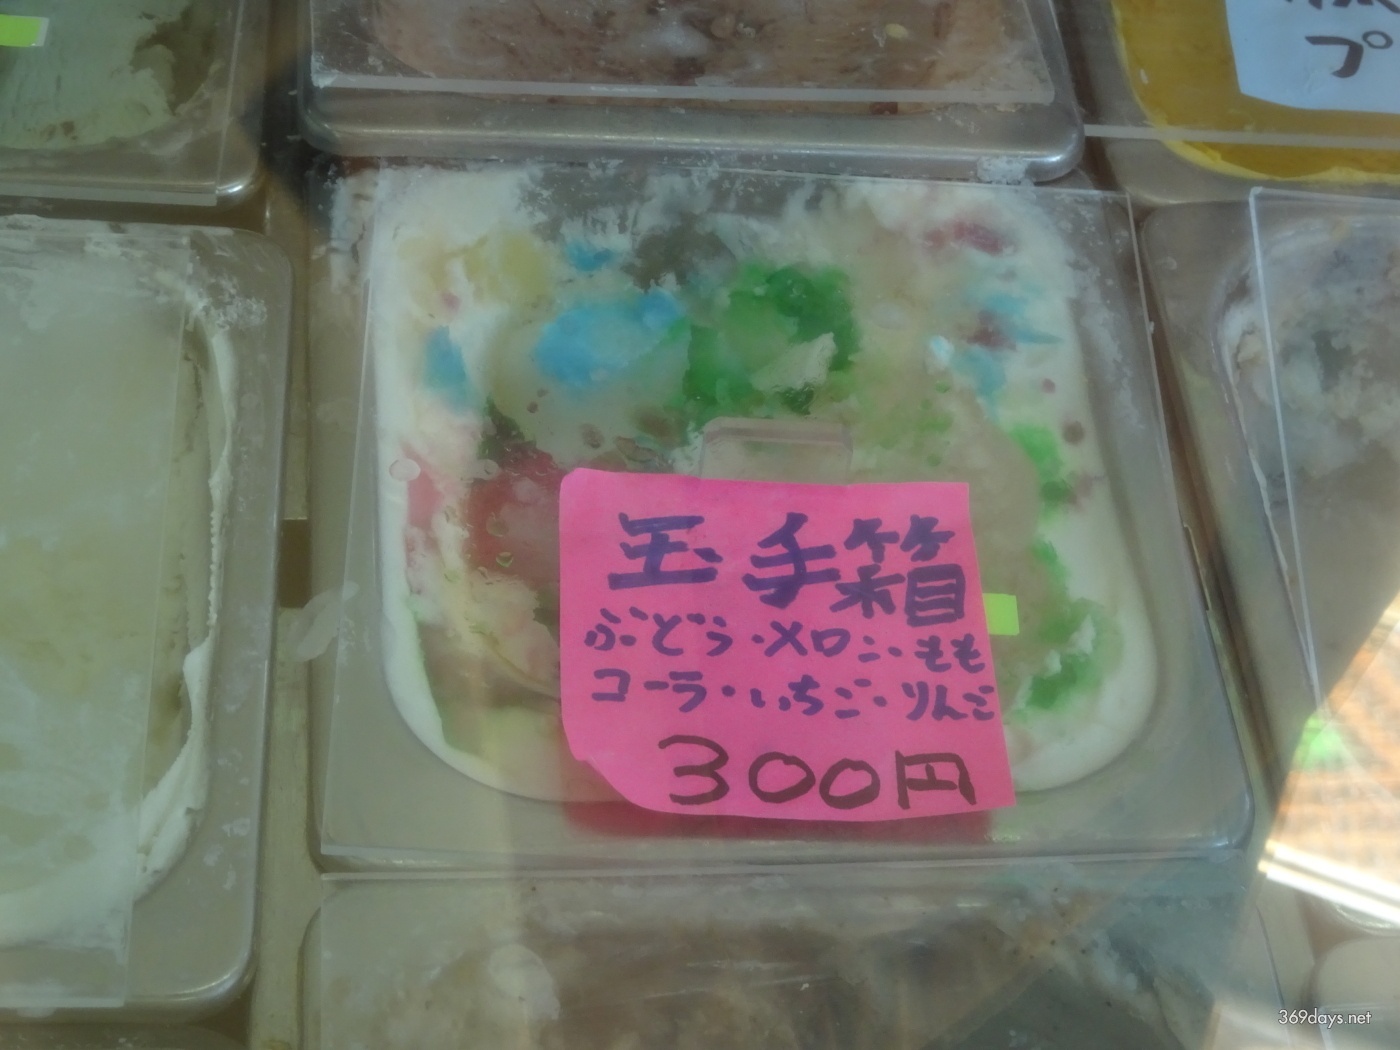 プ
玉手箱
ぶどう・メロン・もも
コーラ・いちご・りんご
300円
369days.net